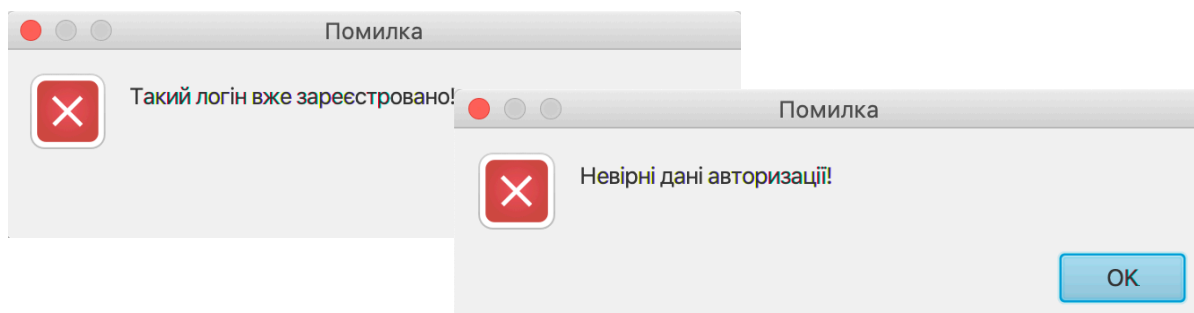 Помилка
Такий логін вже зареєстровано!
Помилка
Невірні дані авторизації!
OK